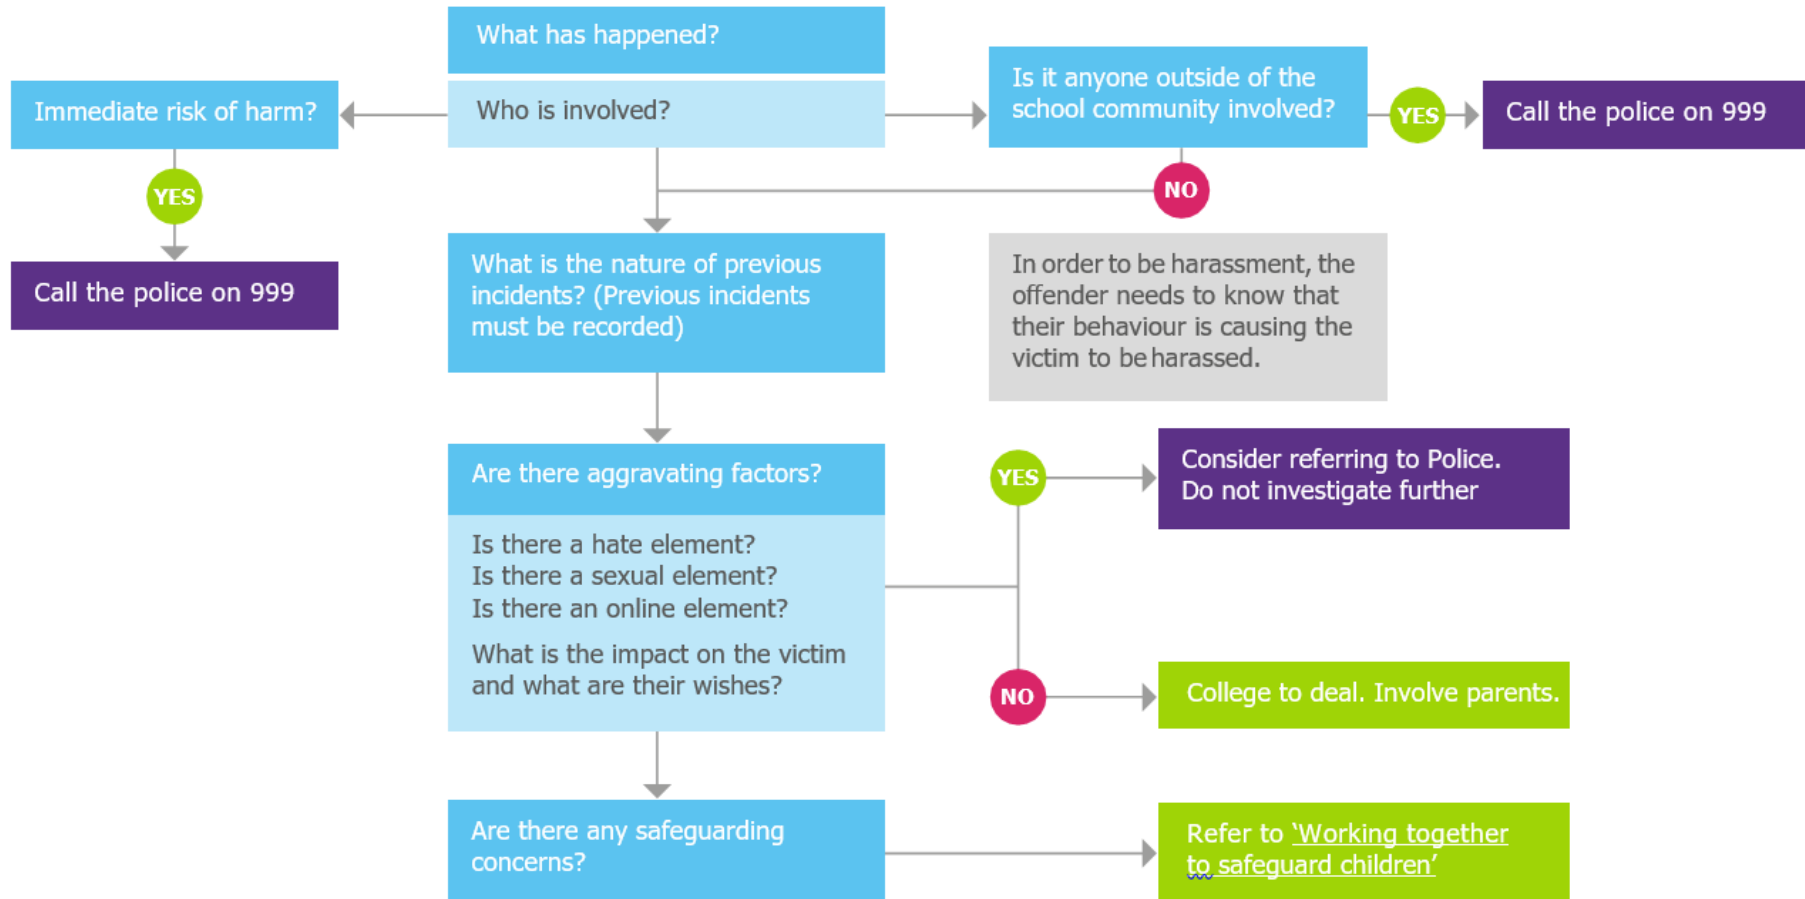 What has happened?
Who is involved?
Immediate risk of harm?
YES
Call the police on 999
Is it anyone outside of the
school community involved?
YES
Call the police on 999
NO
What is the nature of previous
incidents? (Previous incidents
must be recorded)
In order to be harassment, the
offender needs to know that
their behaviour is causing the
victim to be harassed.
Are there aggravating factors?
Is there a hate element?
Is there a sexual element?
Is there an online element?
What is the impact on the victim
and what are their wishes?
YES
Consider referring to Police.
Do not investigate further
NO
College to deal. Involve parents.
Are there any safeguarding
concerns?
Refer to ‘Working together
to safeguard children’